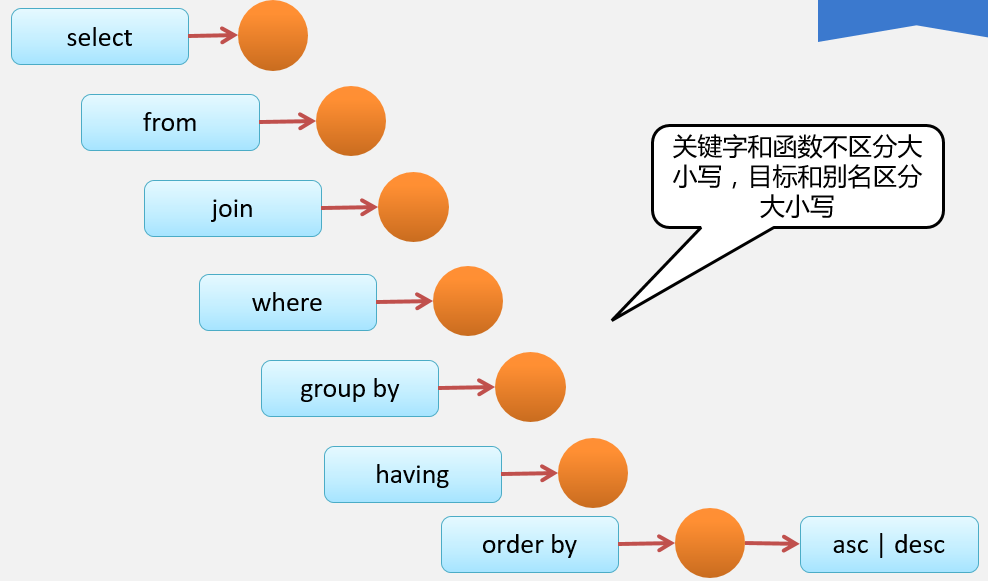 select
from
join
关键字和函数不区分大
小写，目标和别名区分
大小写
where
group by
having
order by
asc | desc